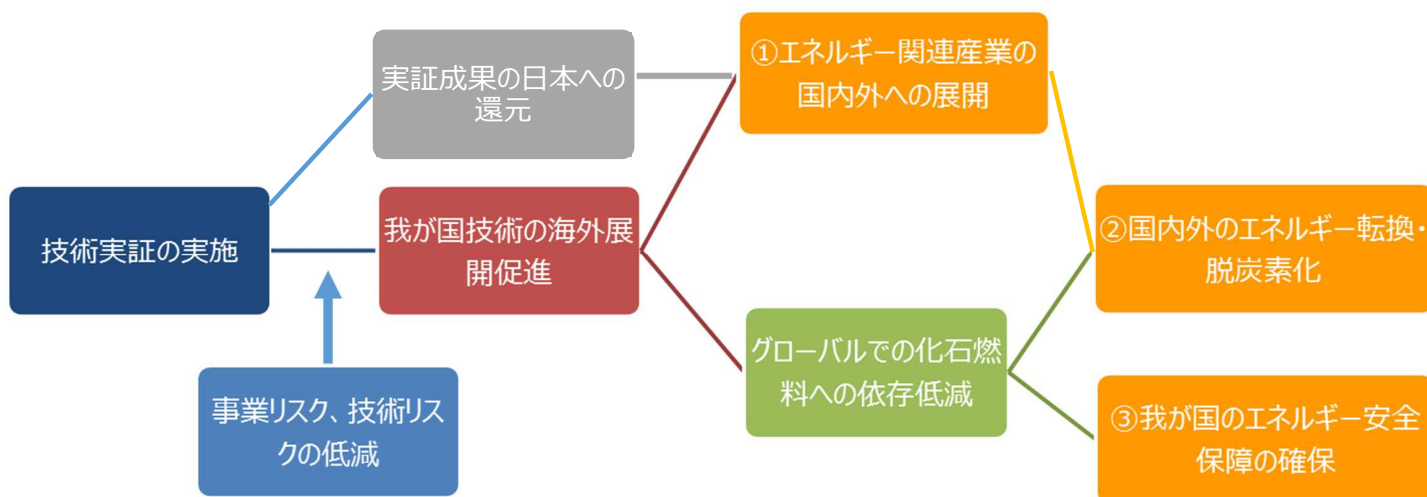 実証成果の日本への
還元
①エネルギー関連産業の
国内外への展開
技術実証の実施
我が国技術の海外展
開促進
②国内外のエネルギー転換・
脱炭素化
グローバルでの化石燃
料への依存低減
事業リスク、技術リス
クの低減
③我が国のエネルギー安全
保障の確保